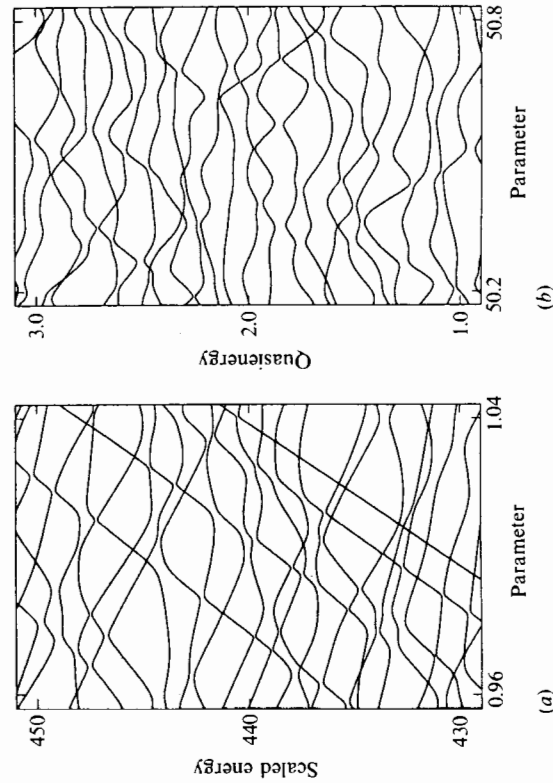 450
440
430
Scaled energy
0.96
1.04
Parameter
(a)
3.0
2.0
1.0
Quasienergy
50.2
50.8
Parameter
(b)